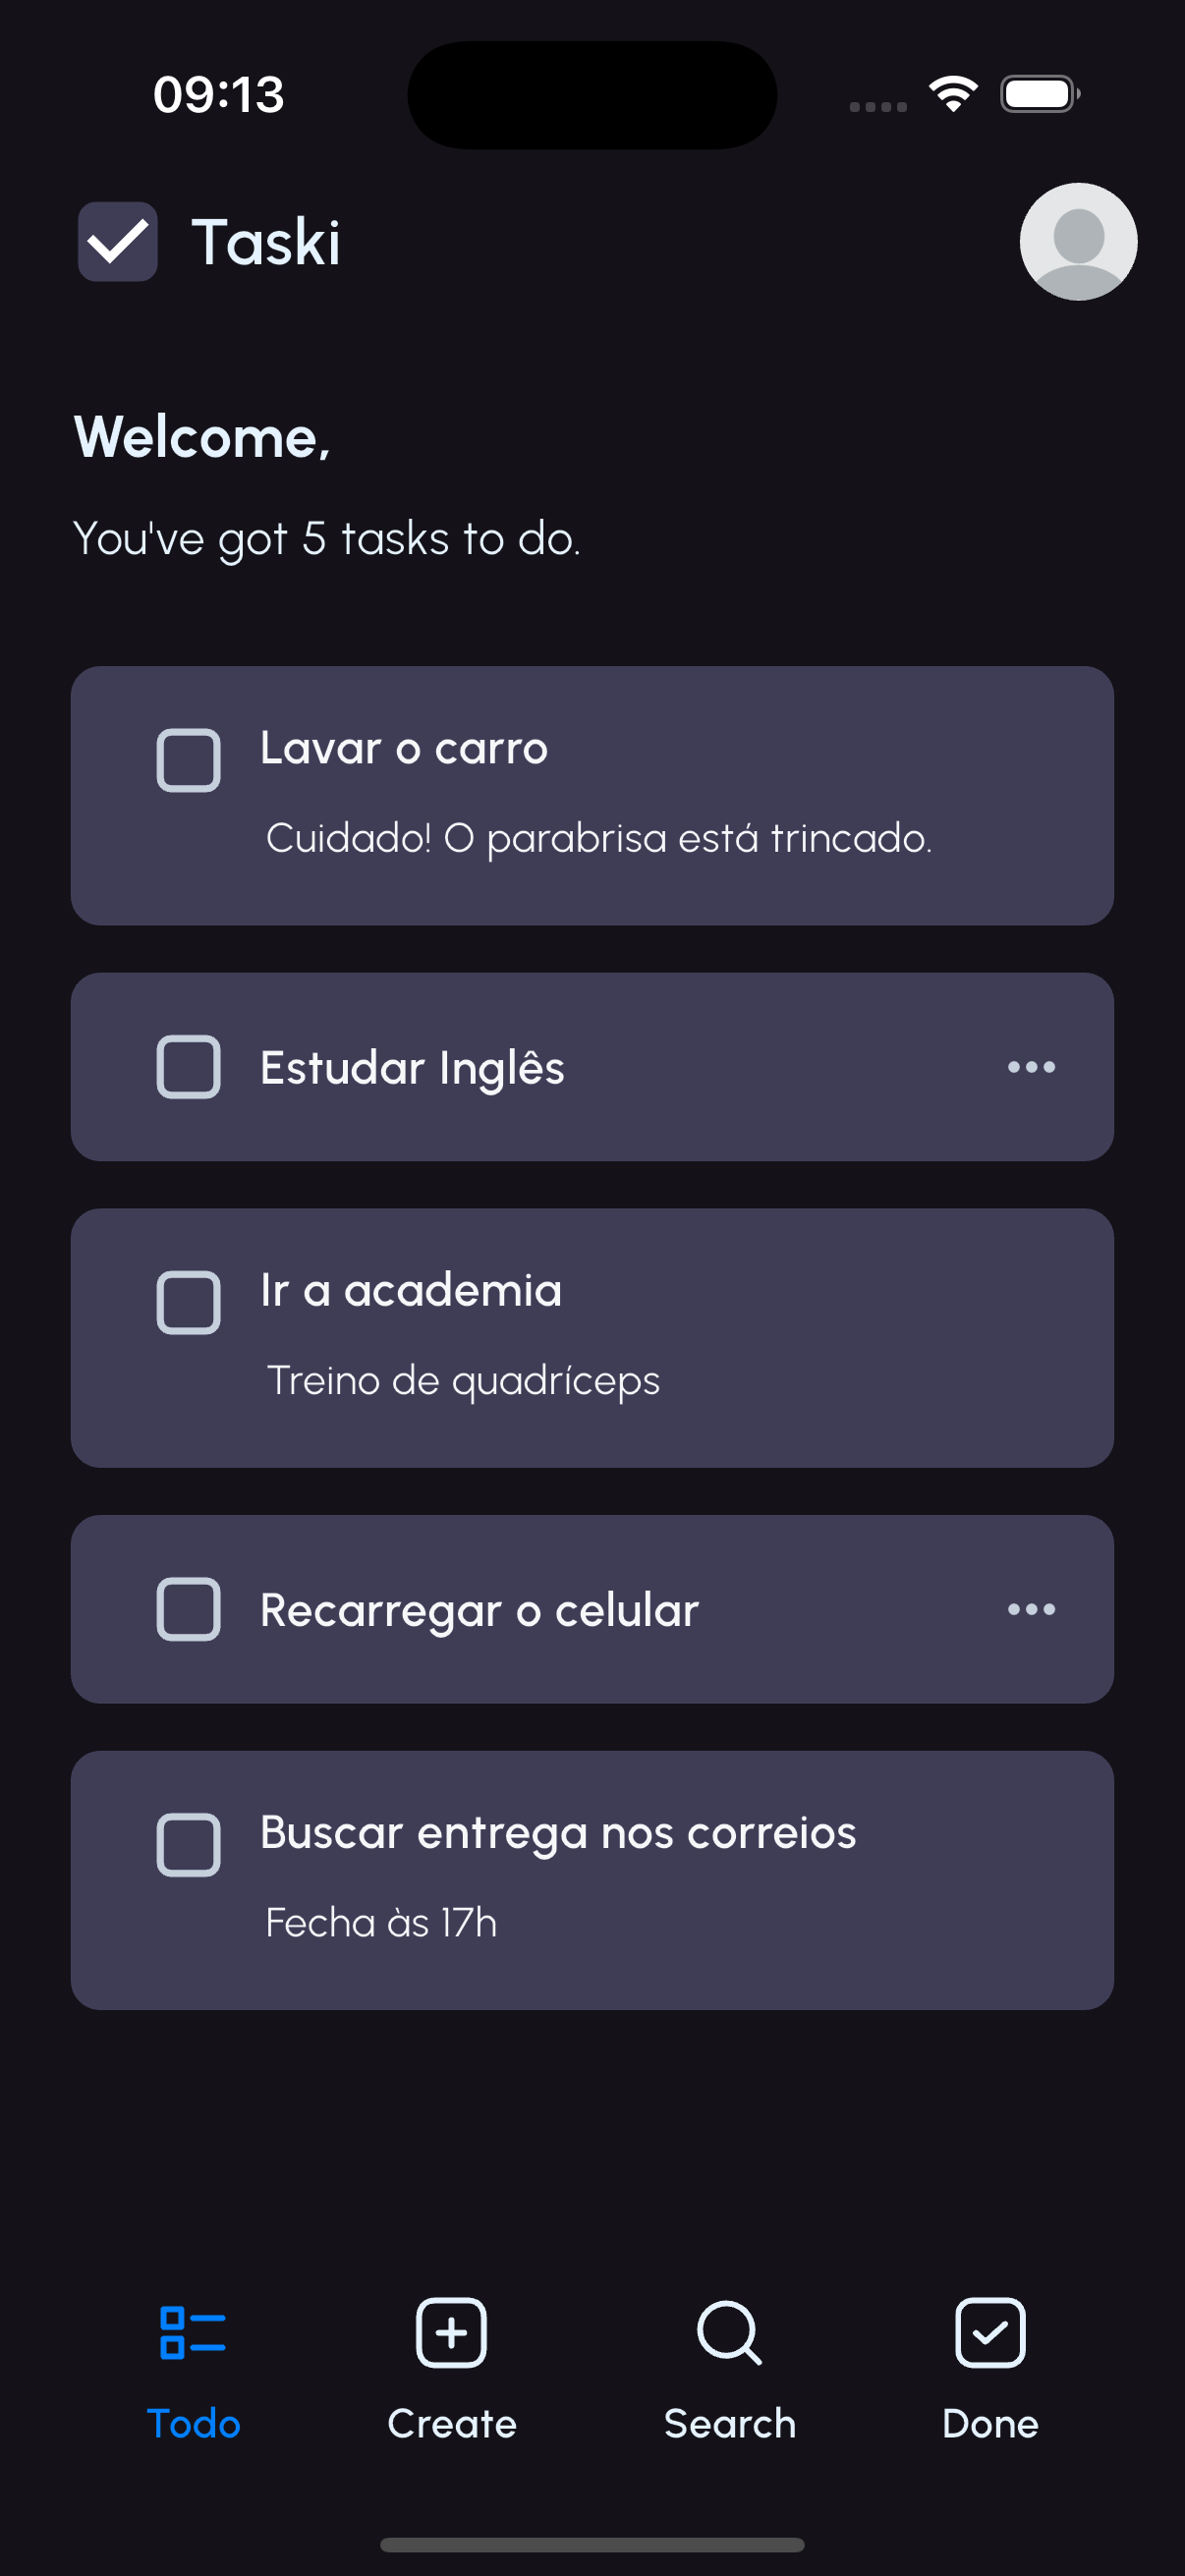 09:13
Taski
Welcome,
You've got 5 tasks to do.
Lavar o carro
Cuidado! O parabrisa está trincado.
Estudar Inglês
Ir a academia
Treino de quadríceps
Recarregar o celular
Buscar entrega nos correios
Fecha às 17h
Todo
Create
Search
Done